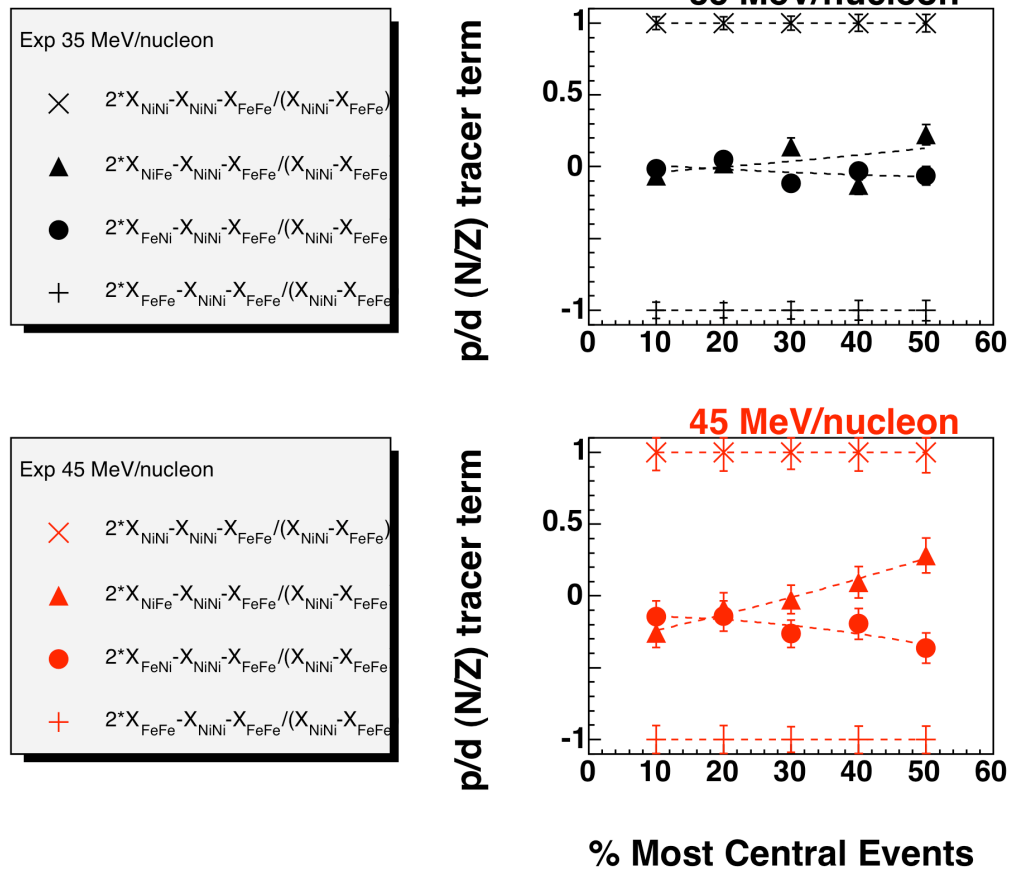 Exp 35 MeV/nucleon
2*X_NiNi-X_NiNi-X_FeFe/(X_NiNi-X_FeFe)
2*X_NiFe-X_NiNi-X_FeFe/(X_NiNi-X_FeFe
2*X_FeNi-X_NiNi-X_FeFe/(X_NiNi-X_FeFe
2*X_FeFe-X_NiNi-X_FeFe/(X_NiNi-X_FeFe
MeV/nucleon
p/d (N/Z) tracer term
1
0.5
0
-1
0 10 20 30 40 50 60
Exp 45 MeV/nucleon
2*X_NiNi-X_NiNi-X_FeFe/(X_NiNi-X_FeFe)
2*X_NiFe-X_NiNi-X_FeFe/(X_NiNi-X_FeFe
2*X_FeNi-X_NiNi-X_FeFe/(X_NiNi-X_FeFe
2*X_FeFe-X_NiNi-X_FeFe/(X_NiNi-X_FeFe
45 MeV/nucleon
p/d (N/Z) tracer term
1
0.5
0
-1
0 10 20 30 40 50 60
% Most Central Events